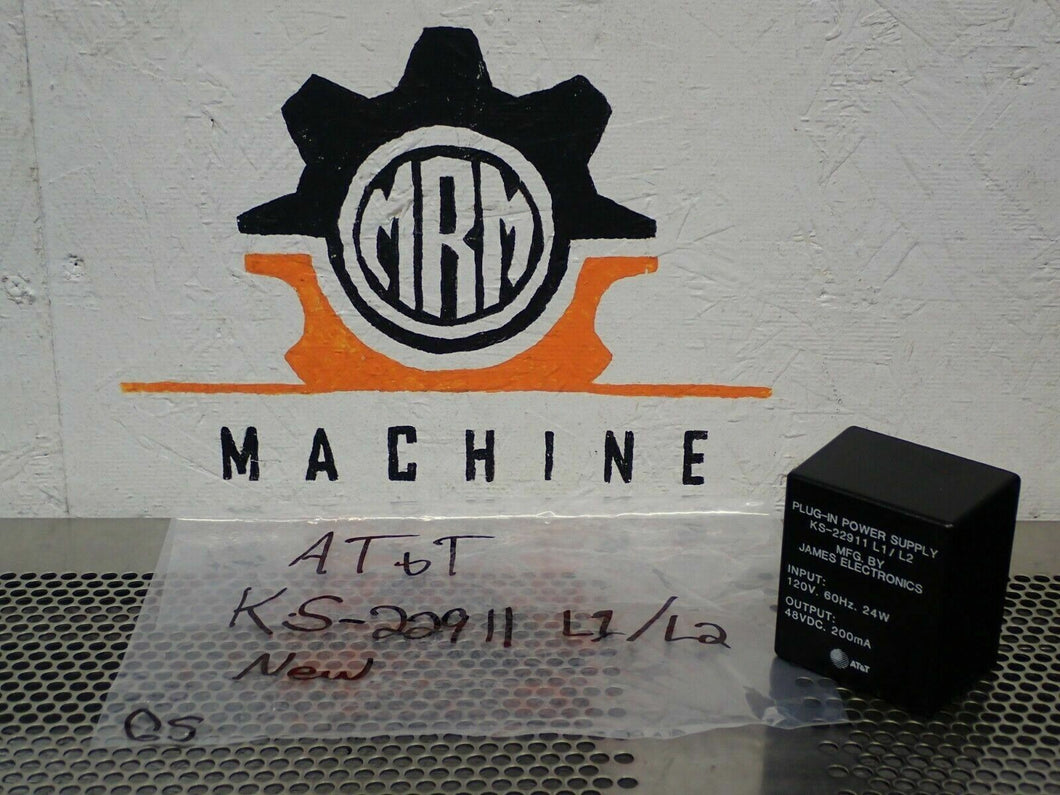 MRM
MACHINE
AT&T
KS-22911 L1/L2
New
QS
PLUG-IN POWER SUPPLY
KS-22911 L1/L2
MFG. BY
JAMES ELECTRONICS
INPUT:
120V. 60Hz. 24W
OUTPUT:
48VDC. 200mA
AT&T